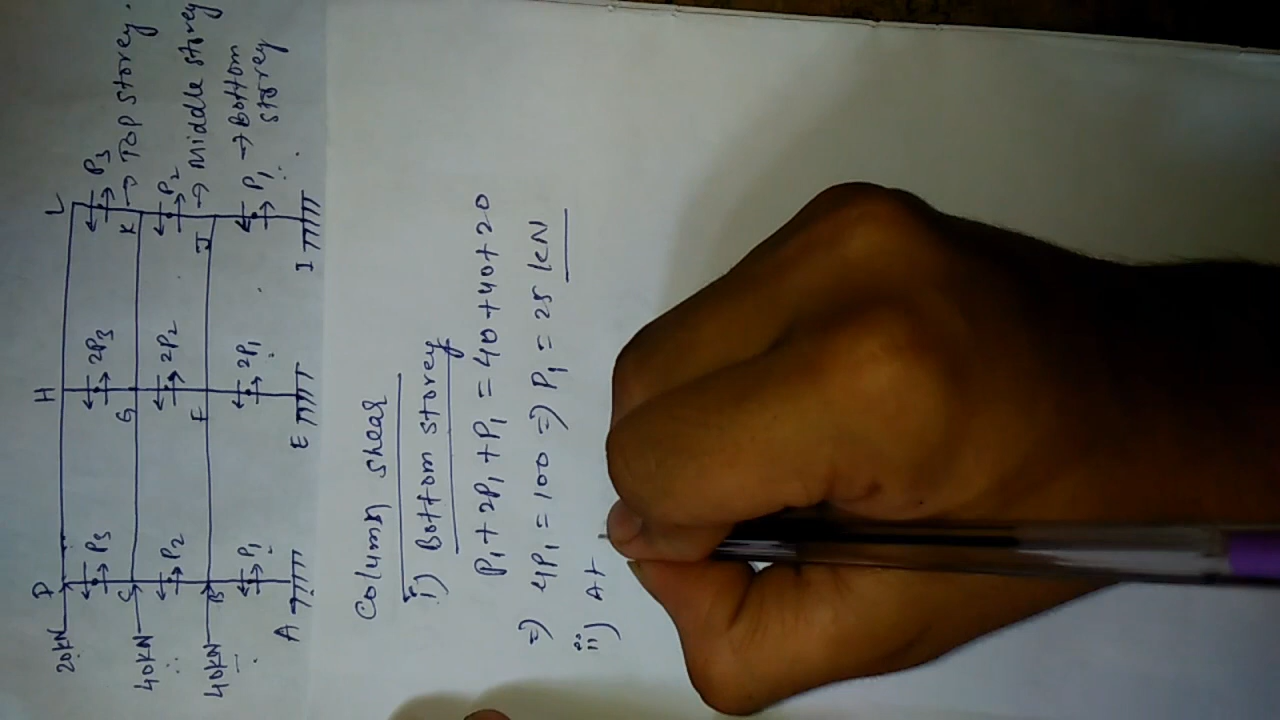 D H L
20KN P3 2P3 P3 → Top storey.
C G K
40KN P2 2P2 P2 → Middle storey
B F J
40KN P1 2P1 P1 → Bottom
storey
A E I
Column shear
i) Bottom storey
P1 + 2P1 + P1 = 40 + 40 + 20
=) 4P1 = 100 =) P1 = 25 KN
ii) At